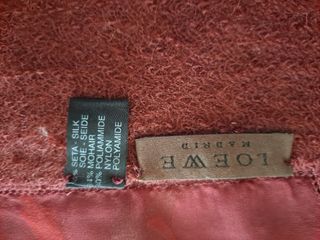 % SETA - SILK
SOIE - SEIDE
% MOHAIR
% POLIAMMIDE
NYLON
POLYAMIDE
LOEWE
MADRID